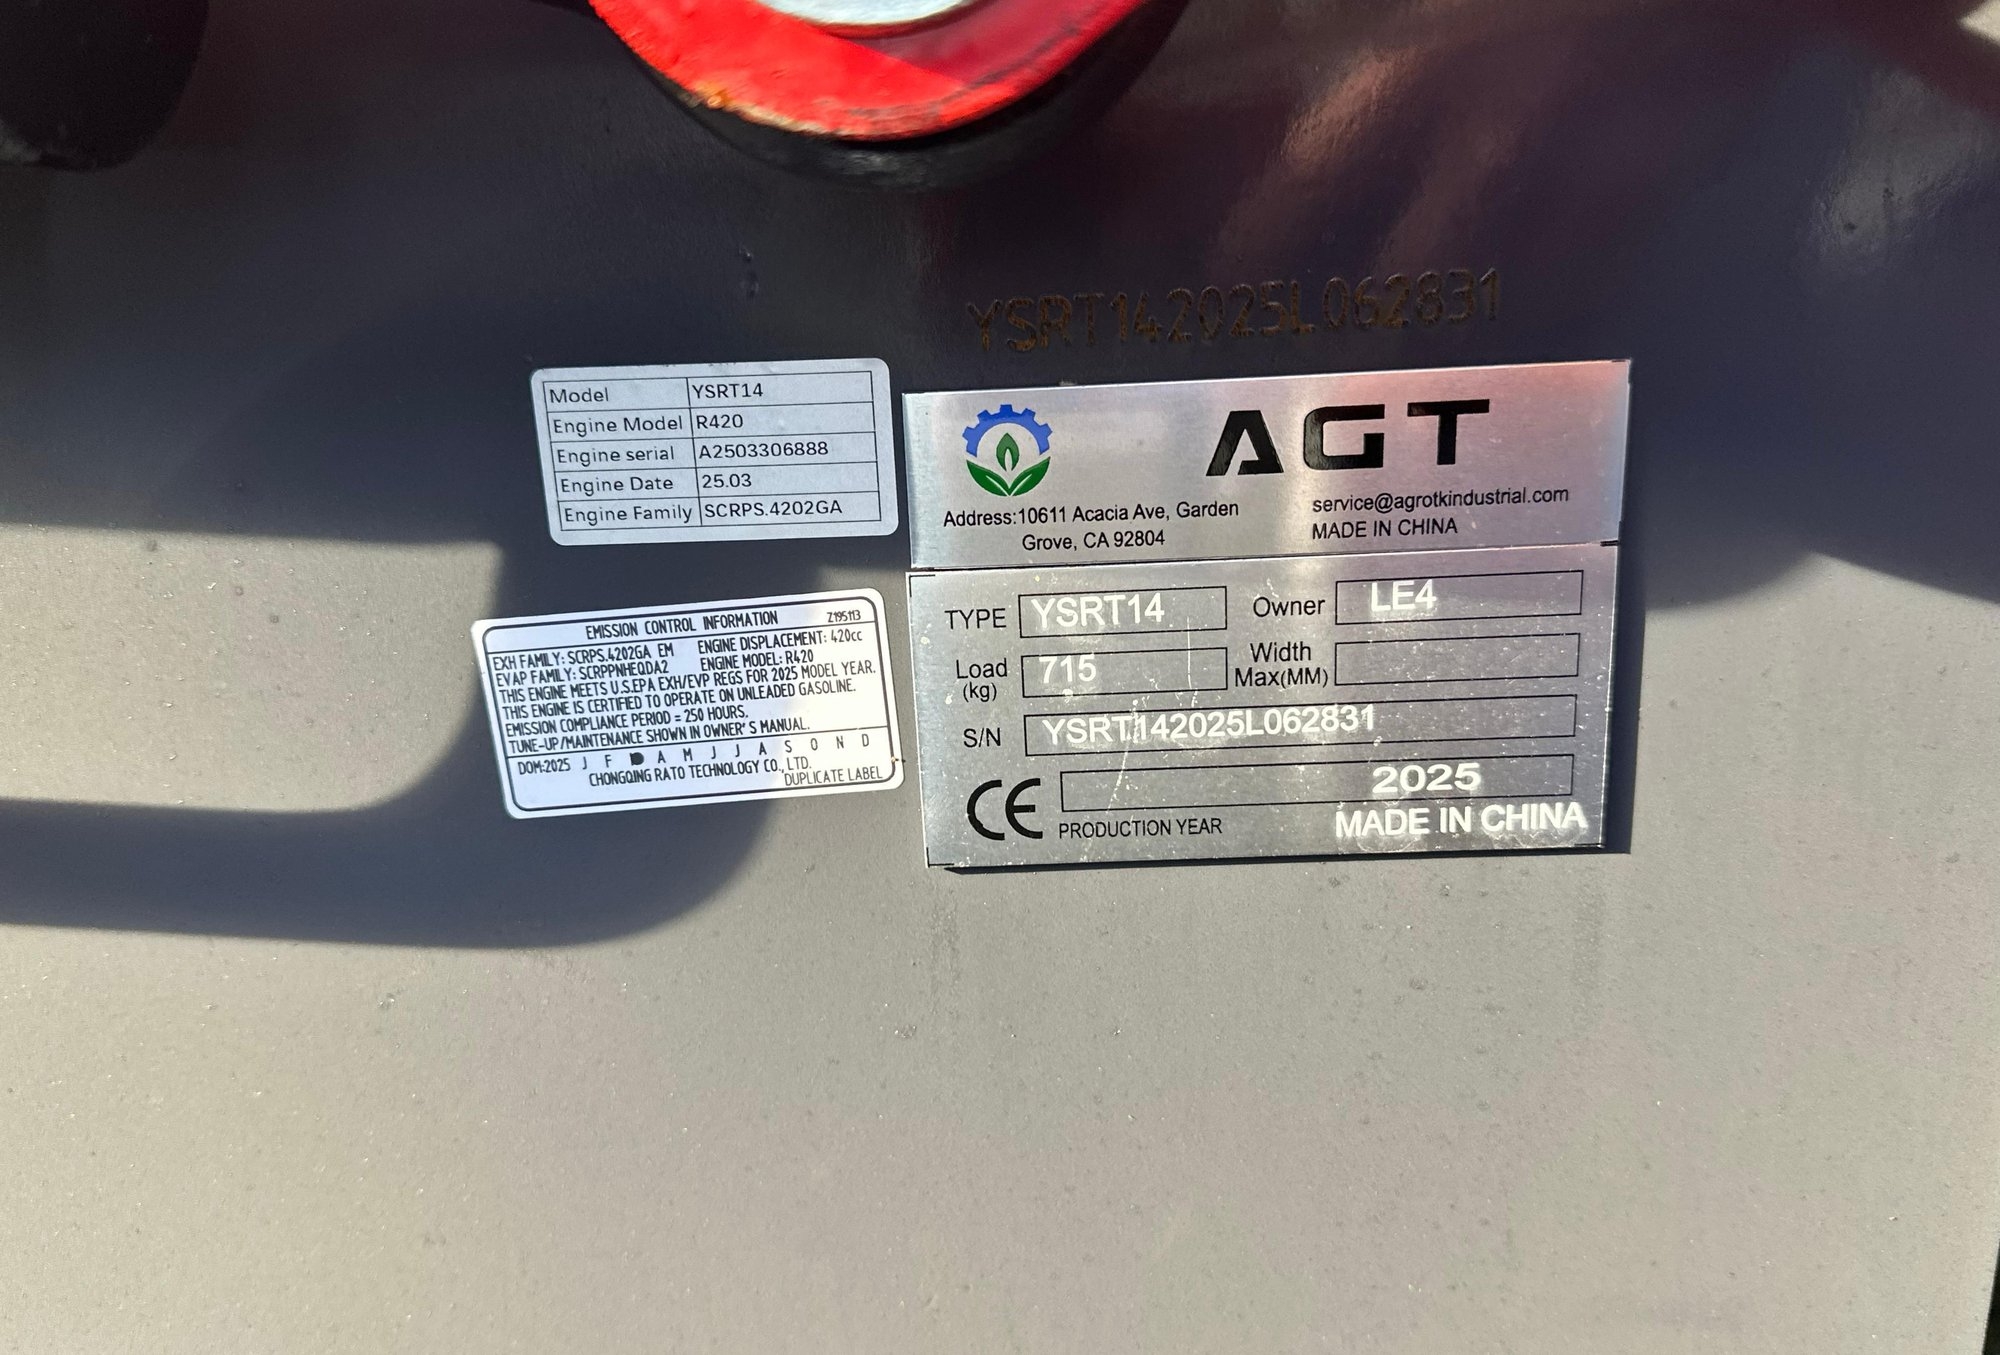 YSRT142025L062831
Model YSRT14
Engine Model R420
Engine serial A2503306888
Engine Date 25.03
Engine Family SCRPS.4202GA
AGT
Address:10611 Acacia Ave, Garden
Grove, CA 92804
service@agrotkindustrial.com
MADE IN CHINA
EMISSION CONTROL INFORMATION Z195113
EXH FAMILY: SCRPS.4202GA EM ENGINE DISPLACEMENT: 420cc
EVAP FAMILY: SCRPPNHEQDA2 ENGINE MODEL: R420
THIS ENGINE MEETS U.S.EPA EXH/EVP REGS FOR 2025 MODEL YEAR.
THIS ENGINE IS CERTIFIED TO OPERATE ON UNLEADED GASOLINE.
EMISSION COMPLIANCE PERIOD = 250 HOURS.
TUNE-UP/MAINTENANCE SHOWN IN OWNER'S MANUAL.
DOM:2025 J F A M J J A S O N D
CHONGQING RATO TECHNOLOGY CO., LTD.
DUPLICATE LABEL
TYPE YSRT14 Owner LE4
Load (kg) 715 Width Max(MM)
S/N YSRT142025L062831
CE 2025
PRODUCTION YEAR MADE IN CHINA